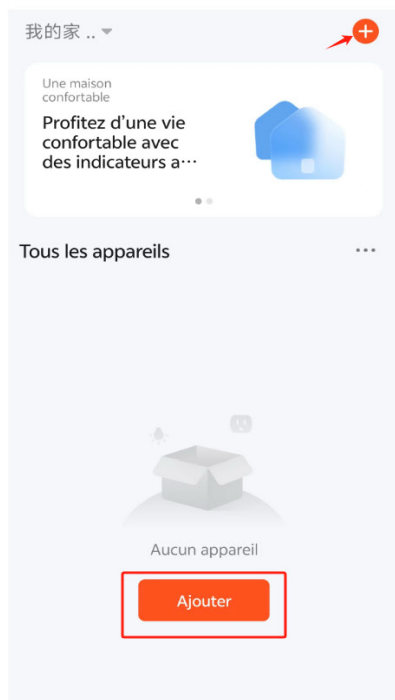 我的家 ..
Une maison
confortable
Profitez d'une vie
confortable avec
des indicateurs a···
Tous les appareils
Aucun appareil
Ajouter